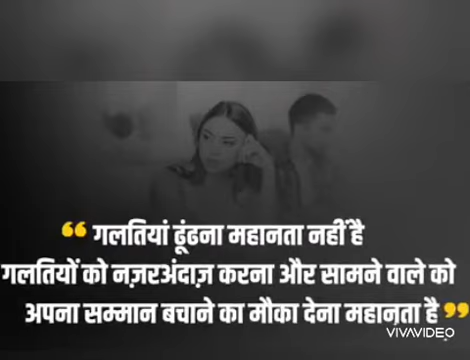 “ गलतियां ढूंढना महानता नहीं है
गलतियों को नज़रअंदाज़ करना और सामने वाले को
अपना सम्मान बचाने का मौका देना महानता है ”
VIVAVIDEO